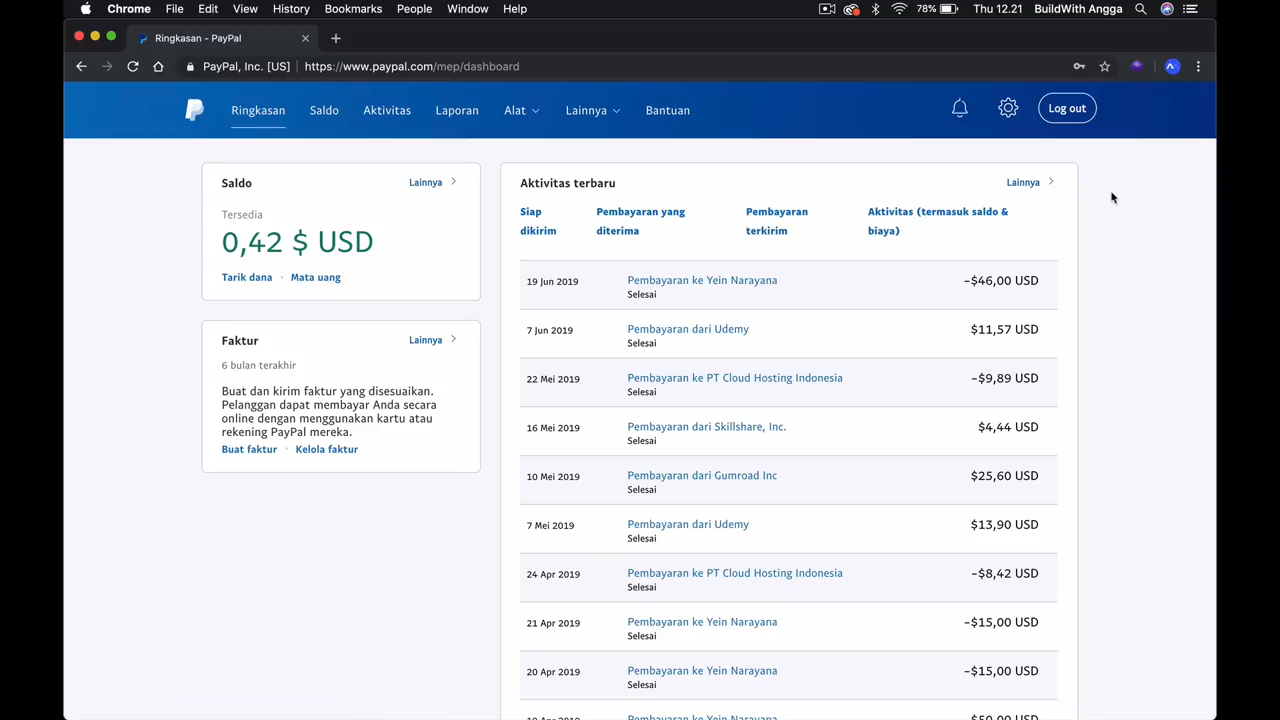 Chrome File Edit View History Bookmarks People Window Help 78% Thu 12.21 BuildWith Angga
Ringkasan - PayPal
PayPal, Inc. [US] https://www.paypal.com/mep/dashboard
Ringkasan Saldo Aktivitas Laporan Alat Lainnya Bantuan Log out
Saldo Lainnya
Tersedia
0,42 $ USD
Tarik dana · Mata uang
Faktur Lainnya
6 bulan terakhir
Buat dan kirim faktur yang disesuaikan.
Pelanggan dapat membayar Anda secara
online dengan menggunakan kartu atau
rekening PayPal mereka.
Buat faktur · Kelola faktur
Aktivitas terbaru Lainnya
Siap Pembayaran yang Pembayaran Aktivitas (termasuk saldo &
dikirim diterima terkirim biaya)
19 Jun 2019 Pembayaran ke Yein Narayana -$46,00 USD
Selesai
7 Jun 2019 Pembayaran dari Udemy $11,57 USD
Selesai
22 Mei 2019 Pembayaran ke PT Cloud Hosting Indonesia -$9,89 USD
Selesai
16 Mei 2019 Pembayaran dari Skillshare, Inc. $4,44 USD
Selesai
10 Mei 2019 Pembayaran dari Gumroad Inc $25,60 USD
Selesai
7 Mei 2019 Pembayaran dari Udemy $13,90 USD
Selesai
24 Apr 2019 Pembayaran ke PT Cloud Hosting Indonesia -$8,42 USD
Selesai
21 Apr 2019 Pembayaran ke Yein Narayana -$15,00 USD
Selesai
20 Apr 2019 Pembayaran ke Yein Narayana -$15,00 USD
Selesai
Pembayaran ke Yein Narayana